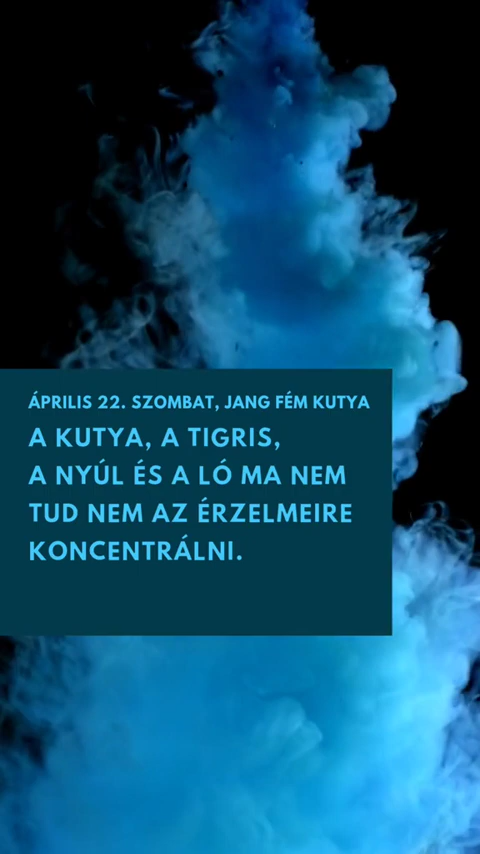 ÁPRILIS 22. SZOMBAT, JANG FÉM KUTYA
A KUTYA, A TIGRIS,
A NYÚL ÉS A LÓ MA NEM
TUD NEM AZ ÉRZELMEIRE
KONCENTRÁLNI.